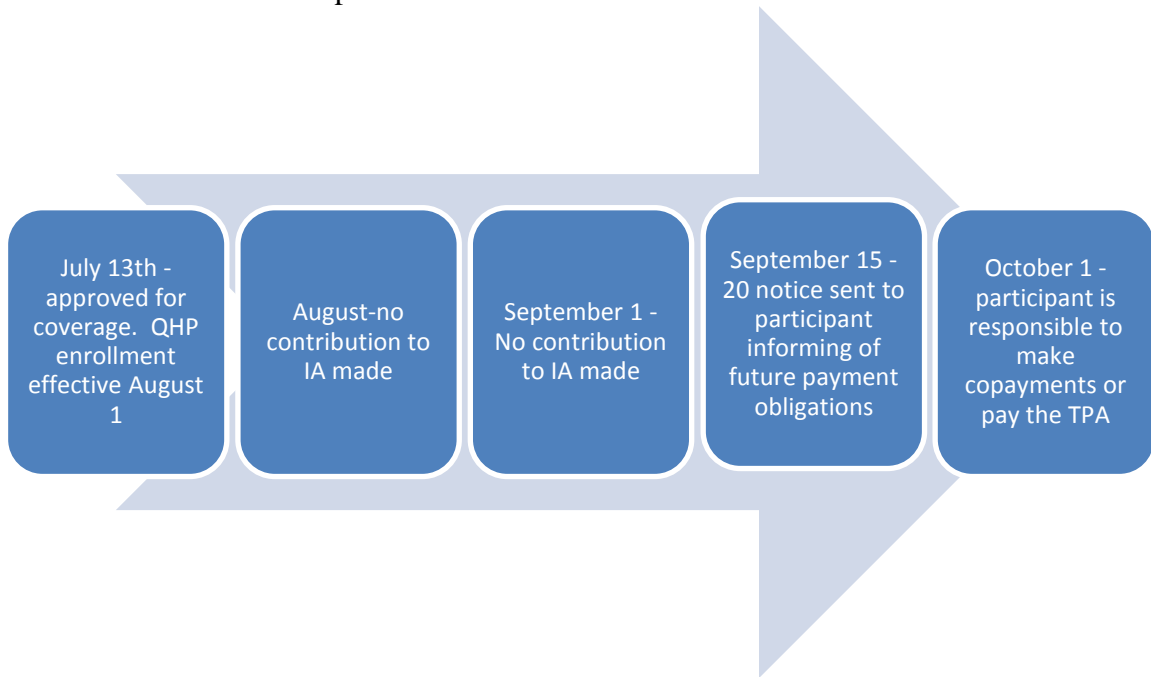 July 13th -
approved for
coverage.  QHP
enrollment
effective August
1
August-no
contribution to
IA made
September 1 -
No contribution
to IA made
September 15 -
20 notice sent to
participant
informing of
future payment
obligations
October 1 -
participant is
responsible to
make
copayments or
pay the TPA